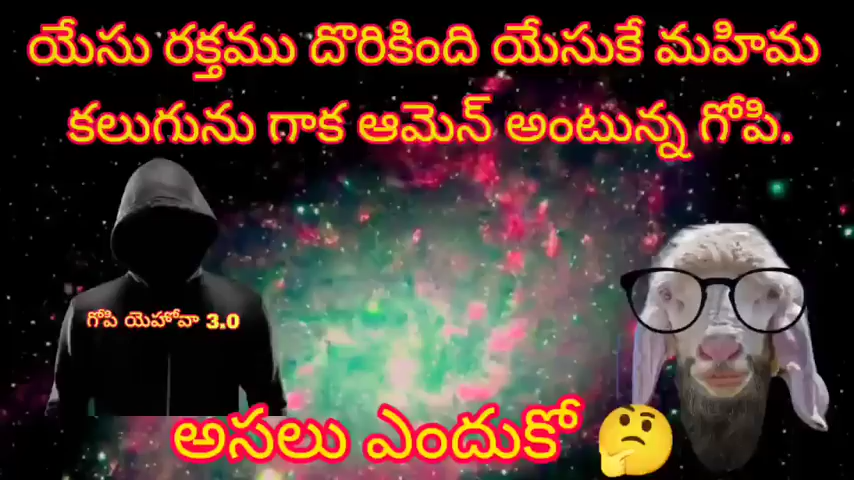 యేసు రక్తము దొరికింది యేసుకే మహిమ
కలుగును గాక ఆమెన్ అంటున్న గోపి.
గోపి యెహోవా 3.0
అసలు ఎందుకో 🤔